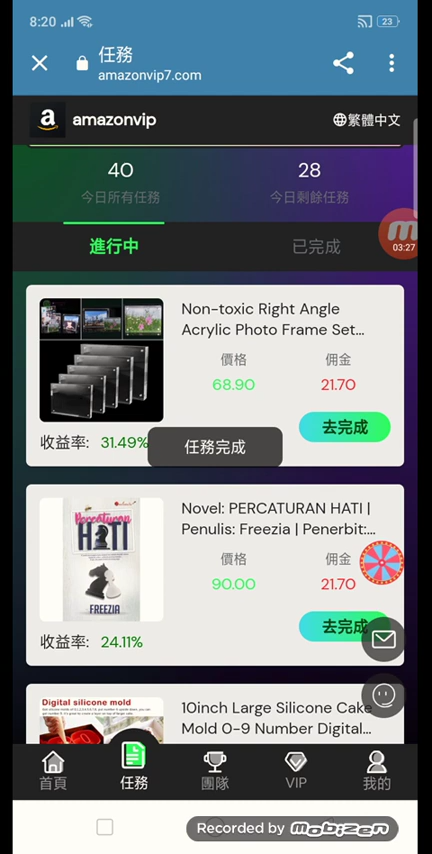 8:20
23
任務
amazonvip7.com
a
amazonvip
繁體中文
40
28
今日所有任務
今日剩餘任務
進行中
已完成
03:27
Non-toxic Right Angle
Acrylic Photo Frame Set...
價格
佣金
68.90
21.70
去完成
收益率: 31.49%
任務完成
Percaturan
HATI
FREEZIA
Novel: PERCATURAN HATI |
Penulis: Freezia | Penerbit:...
價格
佣金
90.00
21.70
去完成
收益率: 24.11%
Digital silicone mold
10inch Large Silicone Cake
Mold 0-9 Number Digital...
首頁
任務
團隊
VIP
我的
Recorded by mobizen